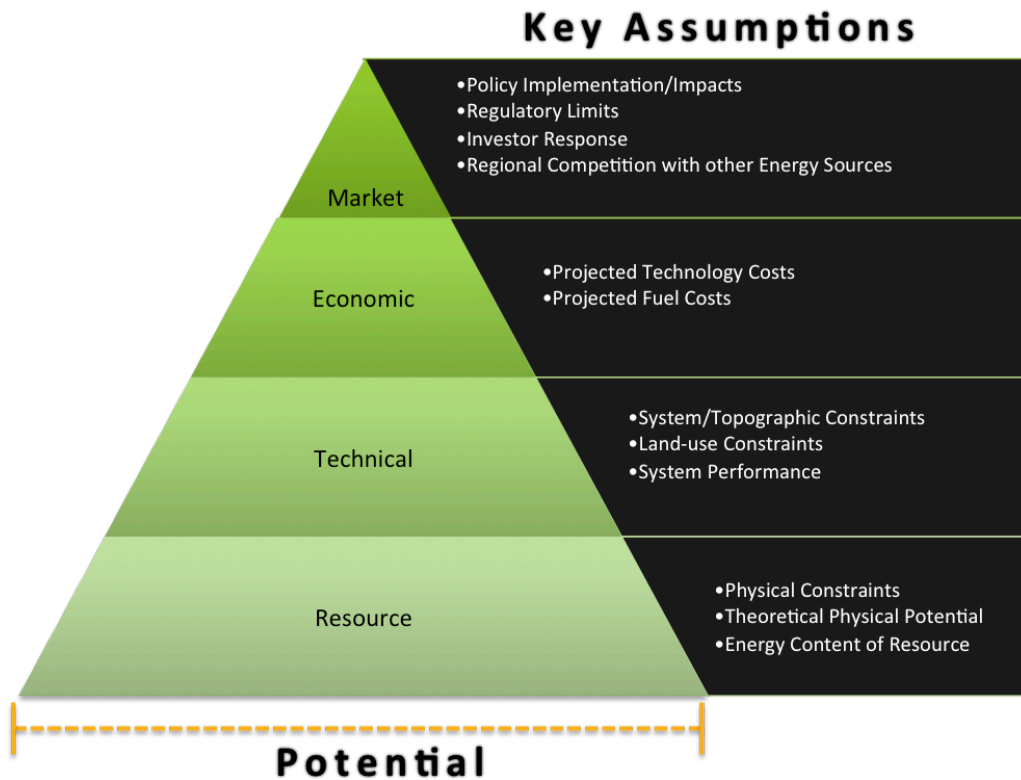 Key Assumptions
•Policy Implementation/Impacts
•Regulatory Limits
•Investor Response
•Regional Competition with other Energy Sources
Market
•Projected Technology Costs
•Projected Fuel Costs
Economic
•System/Topographic Constraints
•Land-use Constraints
•System Performance
Technical
•Physical Constraints
•Theoretical Physical Potential
•Energy Content of Resource
Resource
Potential